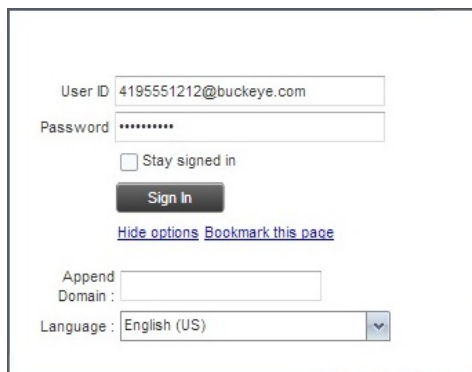 User ID 4195551212@buckeye.com
Password ••••••••••
Stay signed in
Sign In
Hide options Bookmark this page
Append
Domain :
Language : English (US)